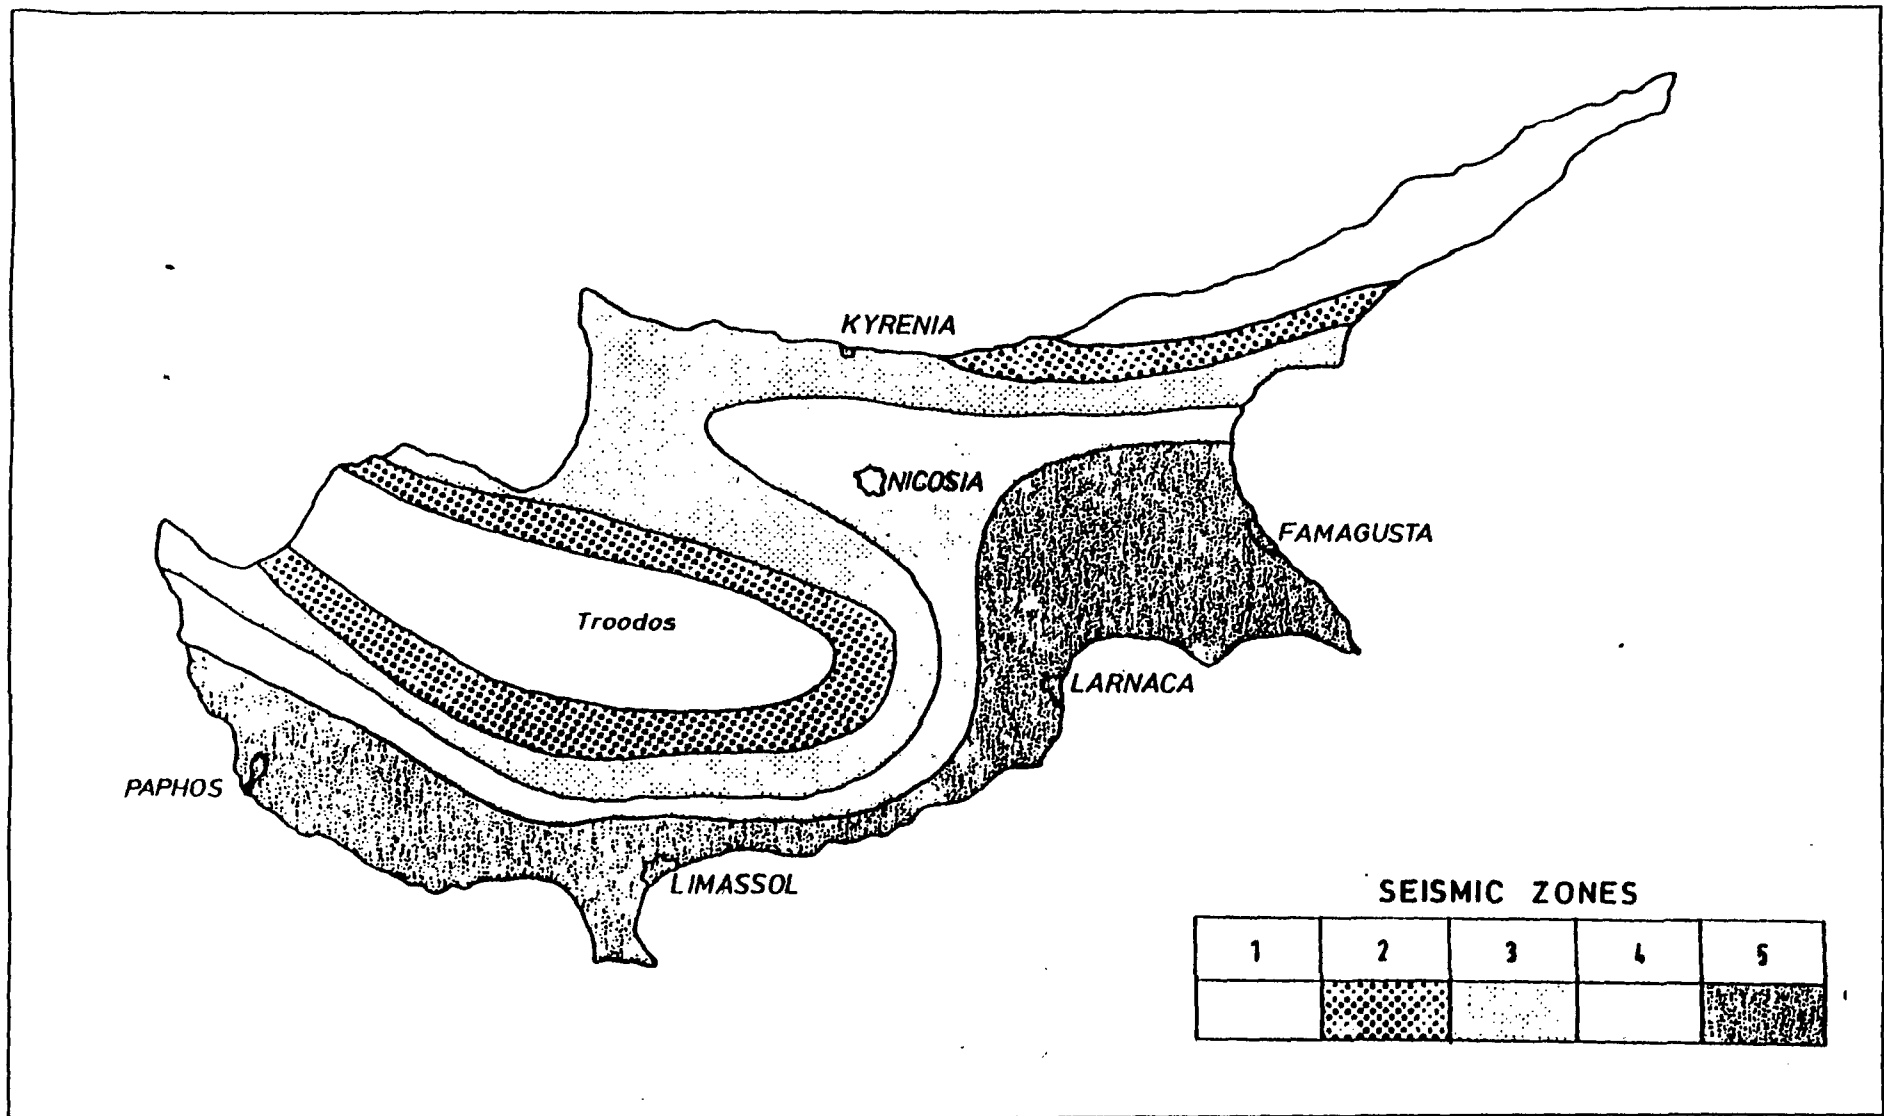 KYRENIA
NICOSIA
FAMAGUSTA
Troodos
LARNACA
PAPHOS
LIMASSOL
SEISMIC ZONES
1 2 3 4 5